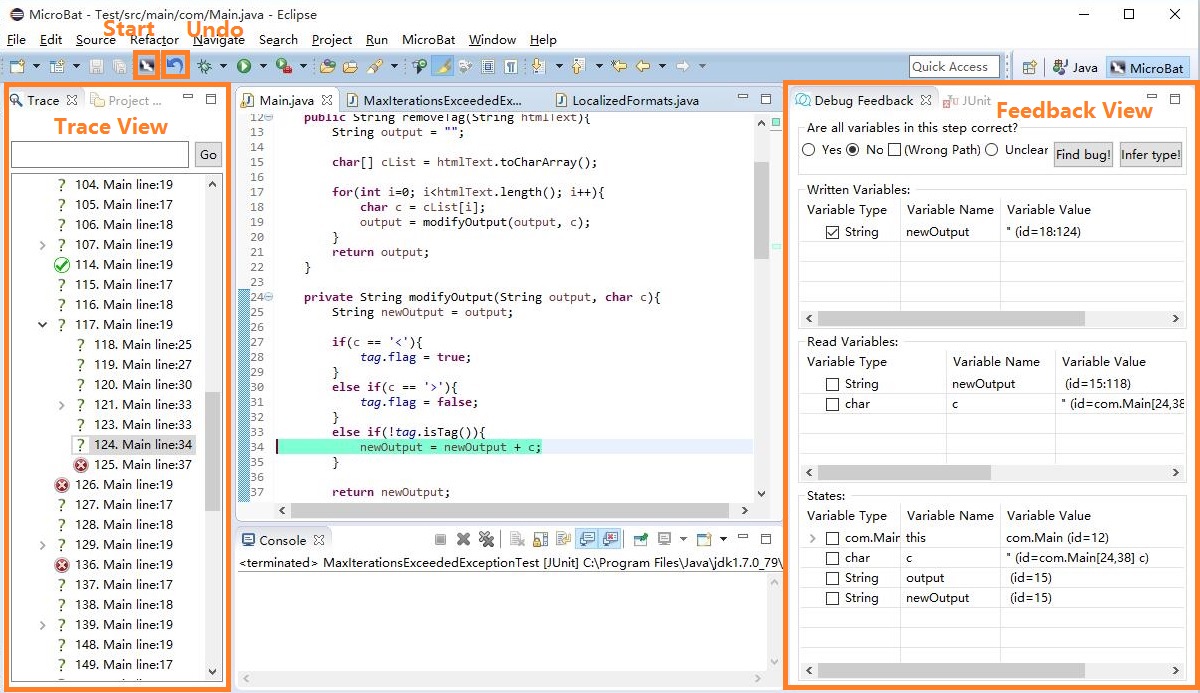 MicroBat - Test/src/main/com/Main.java - Eclipse
Start
Undo
File Edit Source Refactor Navigate Search Project Run MicroBat Window Help
Quick Access
Java
MicroBat
Trace
Project ...
Trace View
Go
104. Main line:19
105. Main line:17
106. Main line:18
107. Main line:19
114. Main line:19
115. Main line:17
116. Main line:18
117. Main line:19
118. Main line:25
119. Main line:27
120. Main line:30
121. Main line:33
123. Main line:33
124. Main line:34
125. Main line:37
126. Main line:19
127. Main line:17
128. Main line:18
129. Main line:19
136. Main line:19
137. Main line:17
138. Main line:18
139. Main line:19
148. Main line:19
149. Main line:17
Main.java
MaxIterationsExceededEx...
LocalizedFormats.java
12 public String removeTag(String htmlText){
13 String output = "";
14
15 char[] cList = htmlText.toCharArray();
16
17 for(int i=0; i<htmlText.length(); i++){
18 char c = cList[i];
19 output = modifyOutput(output, c);
20 }
21 return output;
22 }
23
24 private String modifyOutput(String output, char c){
25 String newOutput = output;
26
27 if(c == '<'){
28 tag.flag = true;
29 }
30 else if(c == '>'){
31 tag.flag = false;
32 }
33 else if(!tag.isTag()){
34 newOutput = newOutput + c;
35 }
36
37 return newOutput;
Console
<terminated> MaxIterationsExceededExceptionTest [JUnit] C:\Program Files\Java\jdk1.7.0_79\
Debug Feedback
JUnit
Feedback View
Are all variables in this step correct?
Yes No (Wrong Path) Unclear Find bug! Infer type!
Written Variables:
Variable Type Variable Name Variable Value
String newOutput " (id=18:124)
Read Variables:
Variable Type Variable Name Variable Value
String newOutput (id=15:118)
char c " (id=com.Main[24,38
States:
Variable Type Variable Name Variable Value
com.Main this com.Main (id=12)
char c " (id=com.Main[24,38] c)
String output (id=15)
String newOutput (id=15)